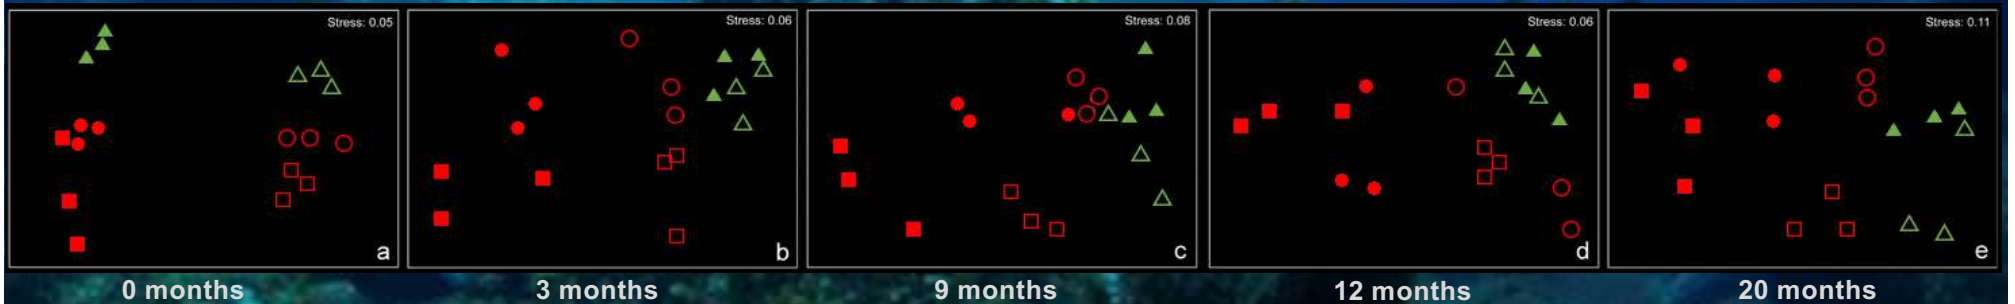 Stress: 0.05
a
Stress: 0.06
b
Stress: 0.08
c
Stress: 0.06
d
Stress: 0.11
e
0 months
3 months
9 months
12 months
20 months